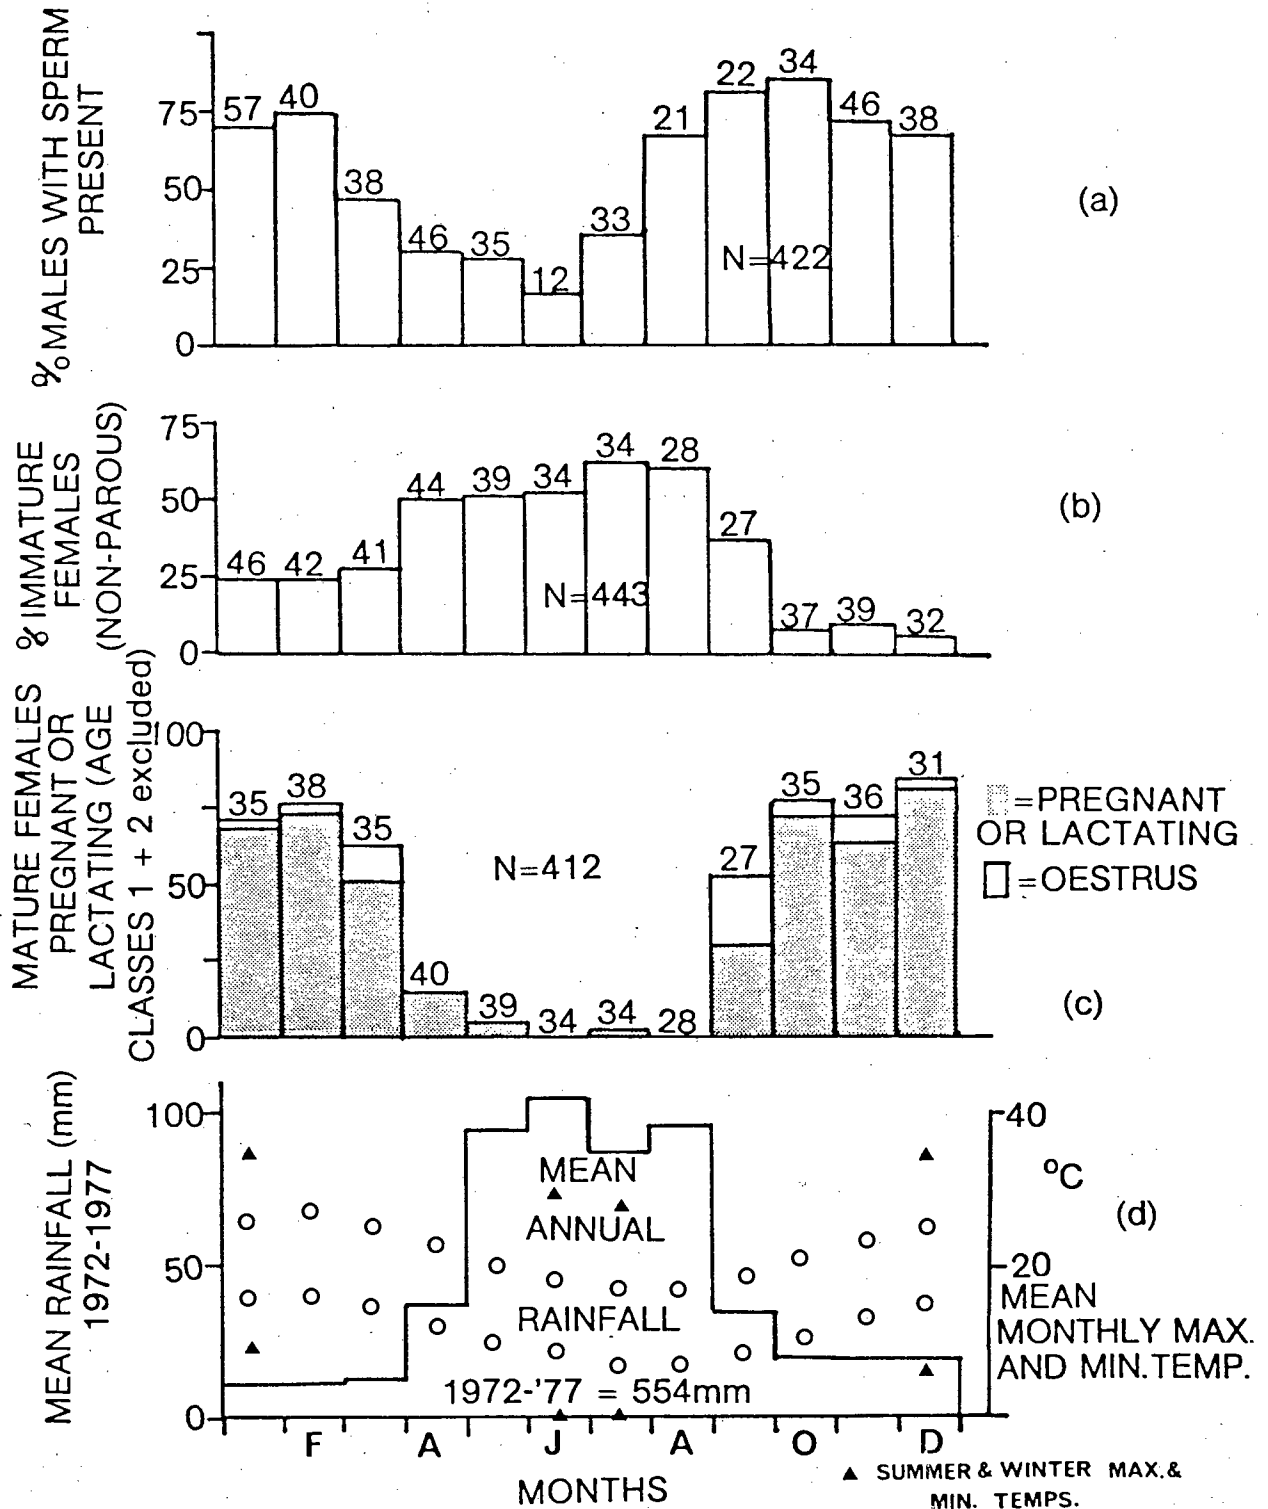 % MALES WITH SPERM
PRESENT
75
50
25
0
57 40 38 46 35 12 33 21 22 34 46 38
N=422
(a)
% IMMATURE
FEMALES
(NON-PAROUS)
75
50
25
0
46 42 41 44 39 34 34 28 27 37 39 32
N=443
(b)
MATURE FEMALES
PREGNANT OR
LACTATING (AGE
CLASSES 1 + 2 excluded)
100
50
0
35 38 35 40 39 34 34 28 27 35 36 31
N=412
=PREGNANT
OR LACTATING
=OESTRUS
(c)
MEAN RAINFALL (mm)
1972-1977
100
50
0
MEAN
ANNUAL
RAINFALL
1972-'77 = 554mm
40
°C
20
(d)
MEAN
MONTHLY MAX.
AND MIN.TEMP.
F A J A O D
MONTHS
▲ SUMMER & WINTER MAX.&
MIN. TEMPS.